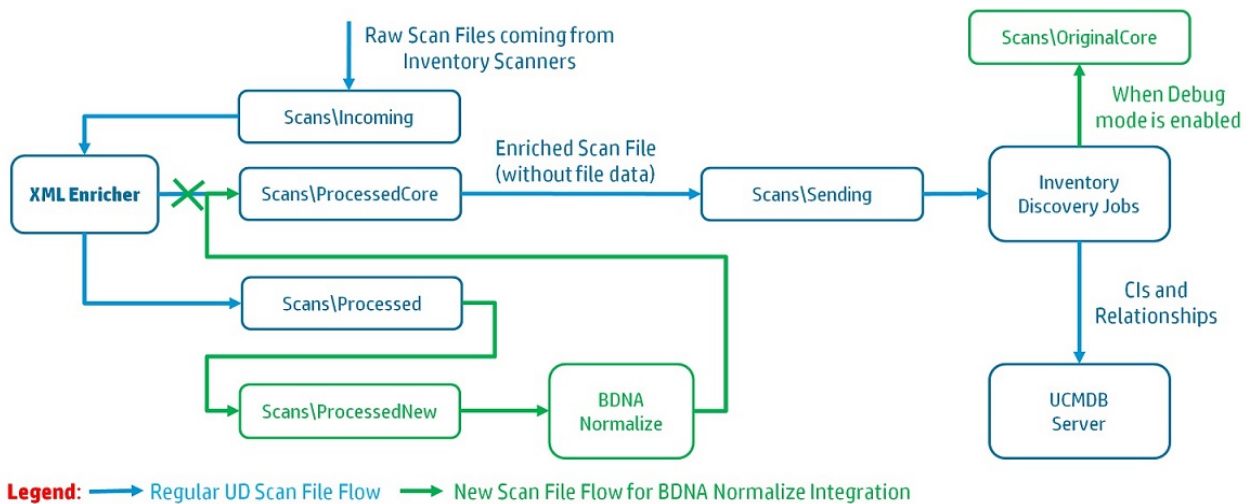 Raw Scan Files coming from
Inventory Scanners
Scans\OriginalCore
When Debug
mode is enabled
Scans\Incoming
XML Enricher
Scans\ProcessedCore
Enriched Scan File
(without file data)
Scans\Sending
Inventory
Discovery Jobs
Scans\Processed
CIs and
Relationships
Scans\ProcessedNew
BDNA
Normalize
UCMDB
Server
Legend: Regular UD Scan File Flow New Scan File Flow for BDNA Normalize Integration